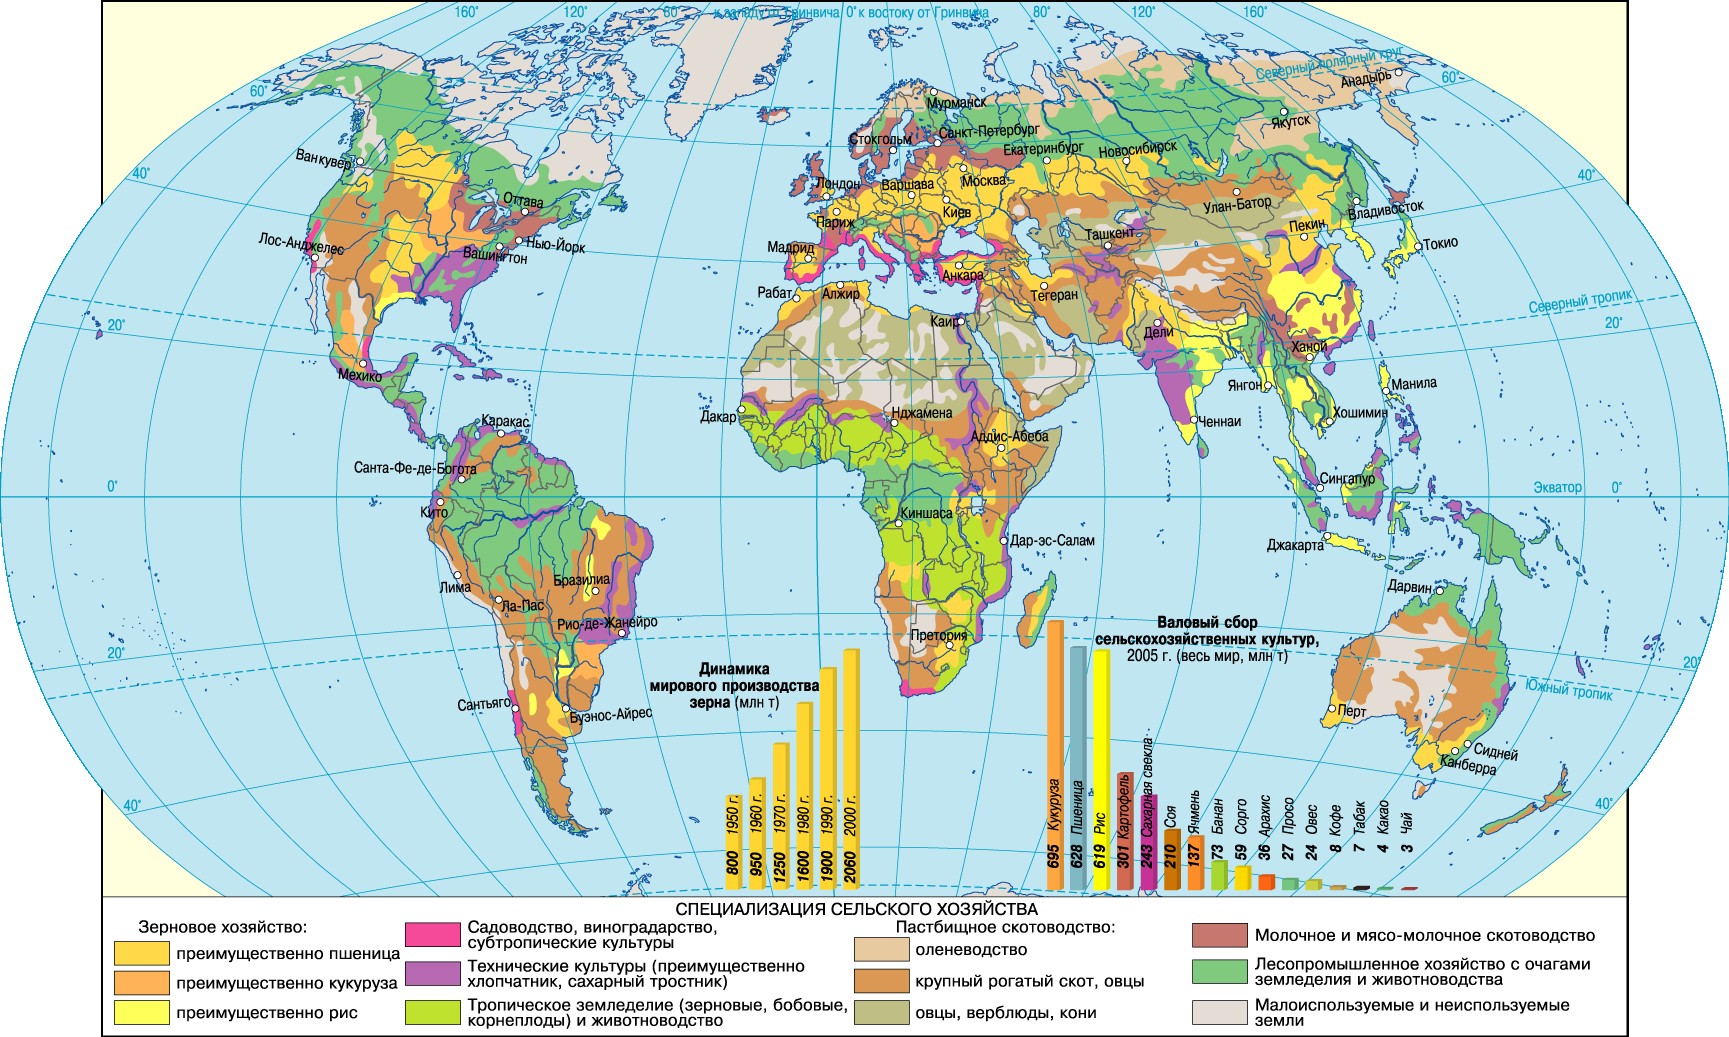 160°
120°
80°
к западу от Гринвича 0° к востоку от Гринвича
80°
120°
160°
Северный полярный круг
60°
60°
Анадырь
Мурманск
Якутск
Стокгольм
Санкт-Петербург
Екатеринбург
Новосибирск
Ванкувер
40°
40°
Лондон
Варшава
Москва
Оттава
Улан-Батор
Владивосток
Париж
Киев
Пекин
Лос-Анджелес
Нью-Йорк
Вашингтон
Мадрид
Ташкент
Токио
Анкара
Рабат
Алжир
Тегеран
Северный тропик
20°
20°
Каир
Дели
Ханой
Мехико
Янгон
Манила
Дакар
Нджамена
Хошимин
Каракас
Ченнаи
Аддис-Абеба
Санта-Фе-де-Богота
Сингапур
0°
Экватор
0°
Кито
Киншаса
Джакарта
Дар-эс-Салам
Лима
Бразилиа
Дарвин
Ла-Пас
Рио-де-Жанейро
Претория
20°
20°
Южный тропик
Сантьяго
Буэнос-Айрес
Перт
Сидней
Канберра
40°
40°
Динамика
мирового производства
зерна (млн т)
800 1950 г.
950 1960 г.
1250 1970 г.
1600 1980 г.
1900 1990 г.
2060 2000 г.
Валовый сбор
сельскохозяйственных культур,
2005 г. (весь мир, млн т)
695 Кукуруза
628 Пшеница
619 Рис
301 Картофель
243 Сахарная свекла
210 Соя
137 Ячмень
73 Банан
59 Сорго
36 Арахис
27 Просо
24 Овес
8 Кофе
7 Табак
4 Какао
3 Чай
СПЕЦИАЛИЗАЦИЯ СЕЛЬСКОГО ХОЗЯЙСТВА
Зерновое хозяйство:
преимущественно пшеница
преимущественно кукуруза
преимущественно рис
Садоводство, виноградарство,
субтропические культуры
Технические культуры (преимущественно
хлопчатник, сахарный тростник)
Тропическое земледелие (зерновые, бобовые,
корнеплоды) и животноводство
Пастбищное скотоводство:
оленеводство
крупный рогатый скот, овцы
овцы, верблюды, кони
Молочное и мясо-молочное скотоводство
Лесопромышленное хозяйство с очагами
земледелия и животноводства
Малоиспользуемые и неиспользуемые
земли